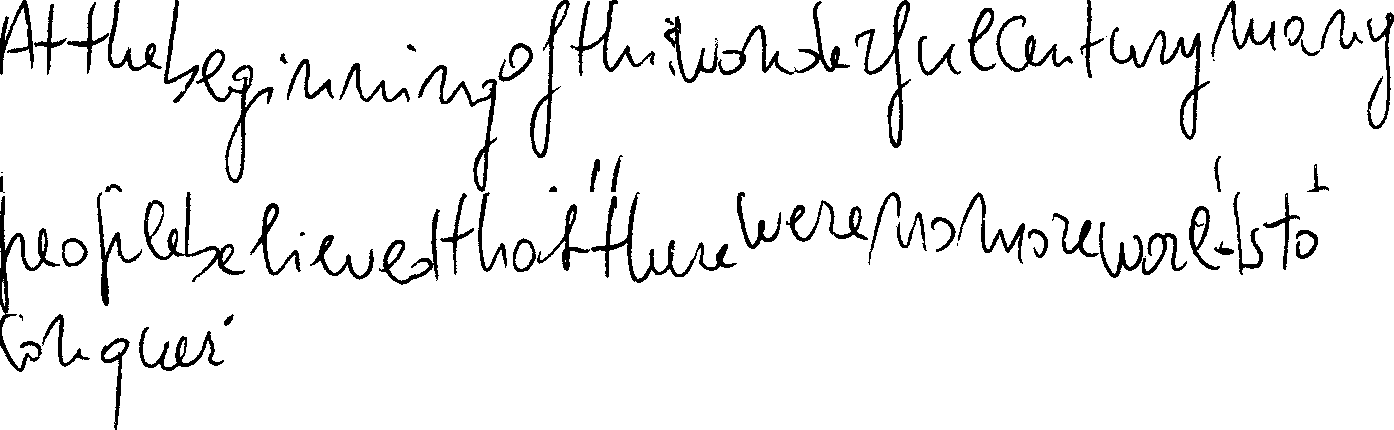 At the beginning of this wonderful century many
people believed that there were no more worlds to
conquer